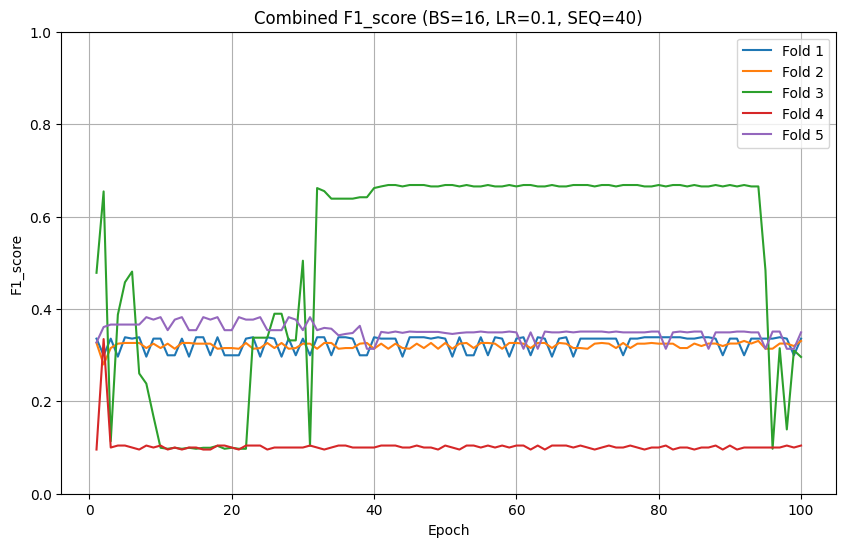 Combined F1_score (BS=16, LR=0.1, SEQ=40)
1.0
0.8
0.6
0.4
0.2
0.0
F1_score
0
20
40
60
80
100
Epoch
Fold 1
Fold 2
Fold 3
Fold 4
Fold 5